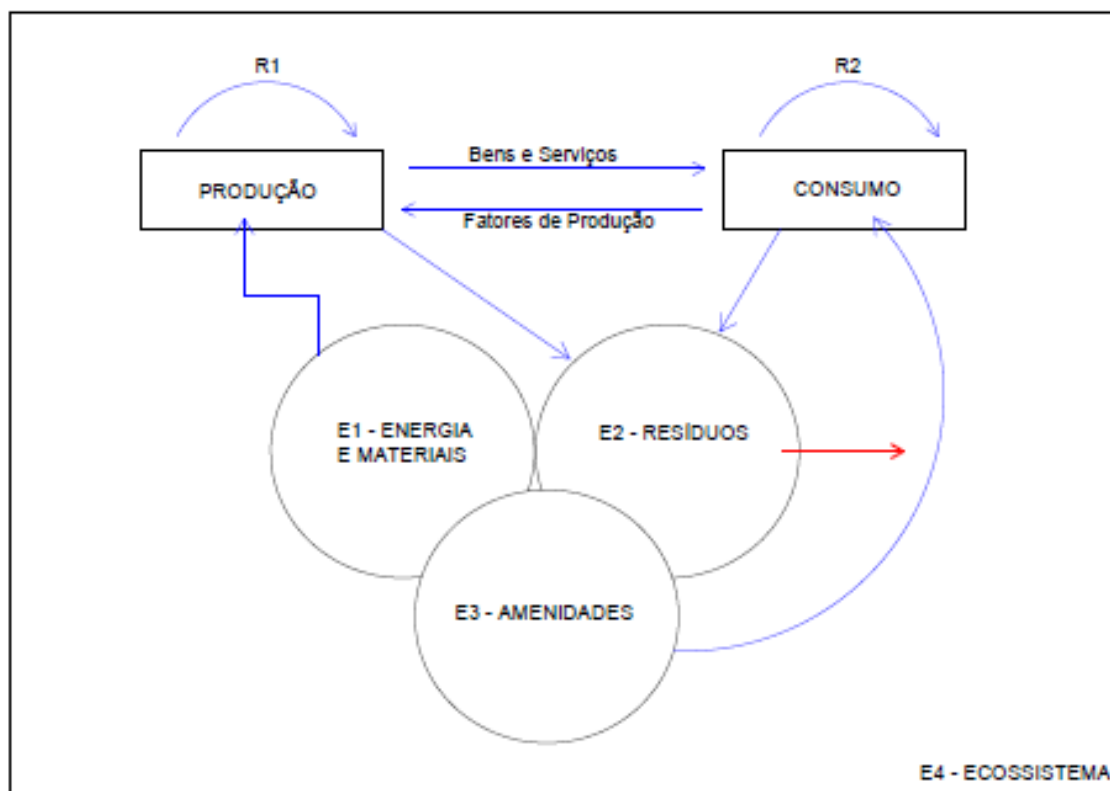 R1
R2
PRODUÇÃO
Bens e Serviços
CONSUMO
Fatores de Produção
E1 - ENERGIA
E MATERIAIS
E2 - RESÍDUOS
E3 - AMENIDADES
E4 - ECOSSISTEMA